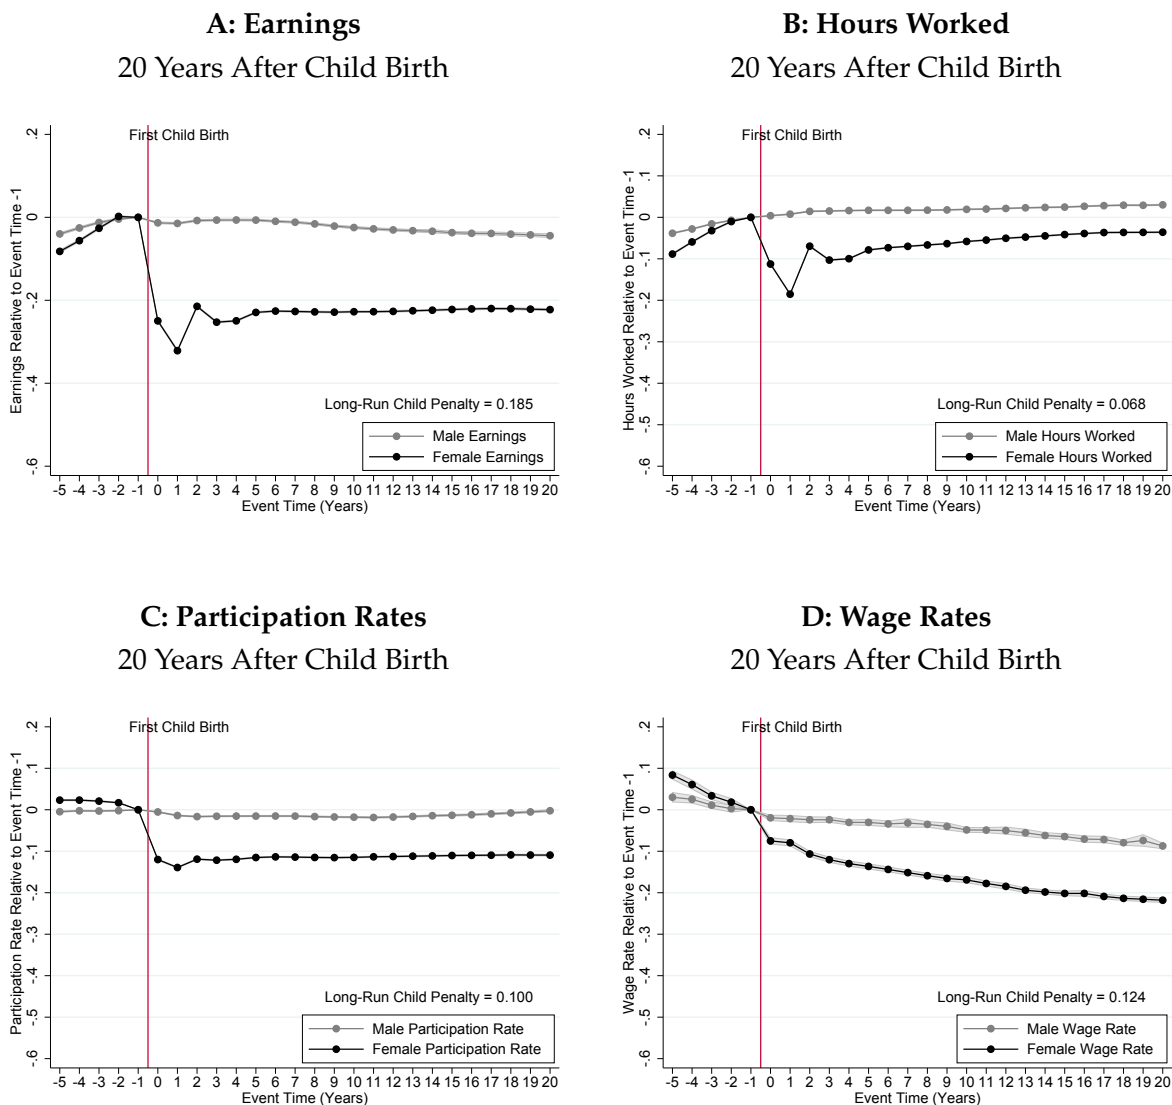 A: Earnings
20 Years After Child Birth
First Child Birth
Earnings Relative to Event Time -1
.2
0
-.2
-.4
-.6
Long-Run Child Penalty = 0.185
Male Earnings
Female Earnings
-5 -4 -3 -2 -1 0 1 2 3 4 5 6 7 8 9 10 11 12 13 14 15 16 17 18 19 20
Event Time (Years)
B: Hours Worked
20 Years After Child Birth
First Child Birth
Hours Worked Relative to Event Time -1
.2
.1
0
-.1
-.2
-.3
-.4
-.5
-.6
Long-Run Child Penalty = 0.068
Male Hours Worked
Female Hours Worked
-5 -4 -3 -2 -1 0 1 2 3 4 5 6 7 8 9 10 11 12 13 14 15 16 17 18 19 20
Event Time (Years)
C: Participation Rates
20 Years After Child Birth
First Child Birth
Participation Rate Relative to Event Time -1
.2
.1
0
-.1
-.2
-.3
-.4
-.5
-.6
Long-Run Child Penalty = 0.100
Male Participation Rate
Female Participation Rate
-5 -4 -3 -2 -1 0 1 2 3 4 5 6 7 8 9 10 11 12 13 14 15 16 17 18 19 20
Event Time (Years)
D: Wage Rates
20 Years After Child Birth
First Child Birth
Wage Rate Relative to Event Time -1
.2
.1
0
-.1
-.2
-.3
-.4
-.5
-.6
Long-Run Child Penalty = 0.124
Male Wage Rate
Female Wage Rate
-5 -4 -3 -2 -1 0 1 2 3 4 5 6 7 8 9 10 11 12 13 14 15 16 17 18 19 20
Event Time (Years)